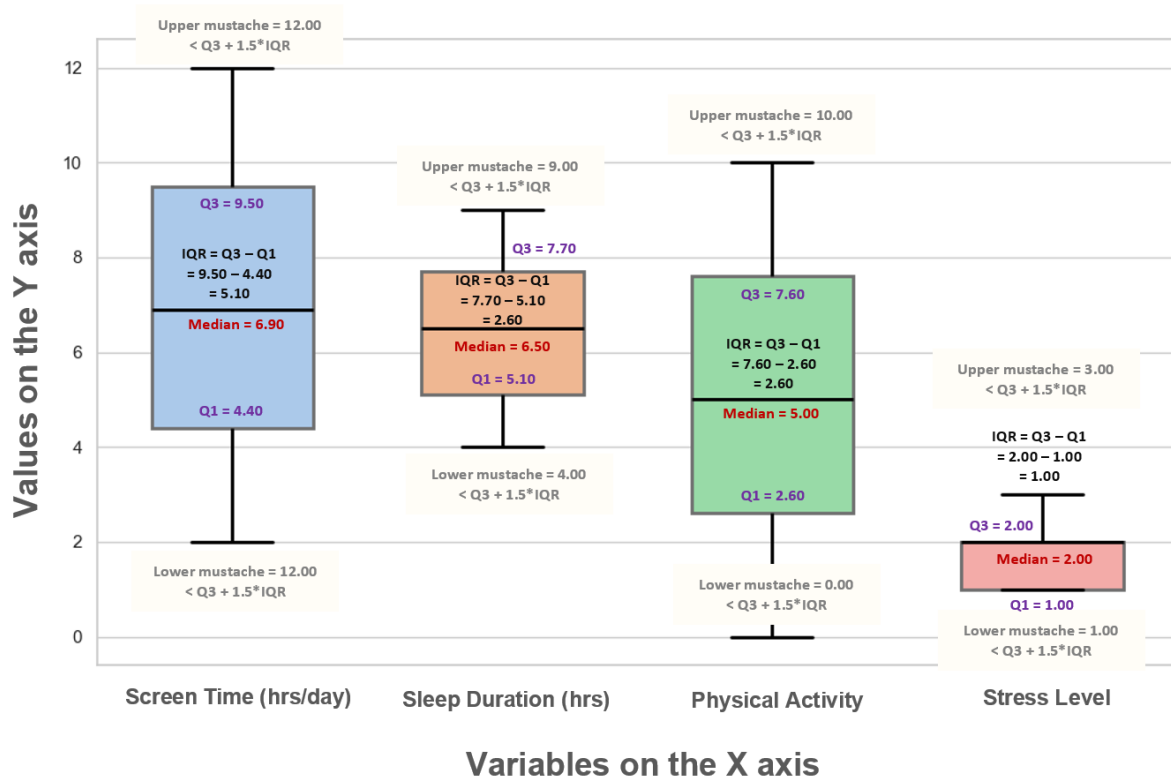 Upper mustache = 12.00
< Q3 + 1.5*IQR
12
10
8
6
4
2
0
Values on the Y axis
Q3 = 9.50
IQR = Q3 – Q1
= 9.50 – 4.40
= 5.10
Median = 6.90
Q1 = 4.40
Lower mustache = 12.00
< Q3 + 1.5*IQR
Upper mustache = 9.00
< Q3 + 1.5*IQR
Q3 = 7.70
IQR = Q3 – Q1
= 7.70 – 5.10
= 2.60
Median = 6.50
Q1 = 5.10
Lower mustache = 4.00
< Q3 + 1.5*IQR
Upper mustache = 10.00
< Q3 + 1.5*IQR
Q3 = 7.60
IQR = Q3 – Q1
= 7.60 – 2.60
= 2.60
Median = 5.00
Q1 = 2.60
Lower mustache = 0.00
< Q3 + 1.5*IQR
Upper mustache = 3.00
< Q3 + 1.5*IQR
IQR = Q3 – Q1
= 2.00 – 1.00
= 1.00
Q3 = 2.00
Median = 2.00
Q1 = 1.00
Lower mustache = 1.00
< Q3 + 1.5*IQR
Screen Time (hrs/day)
Sleep Duration (hrs)
Physical Activity
Stress Level
Variables on the X axis